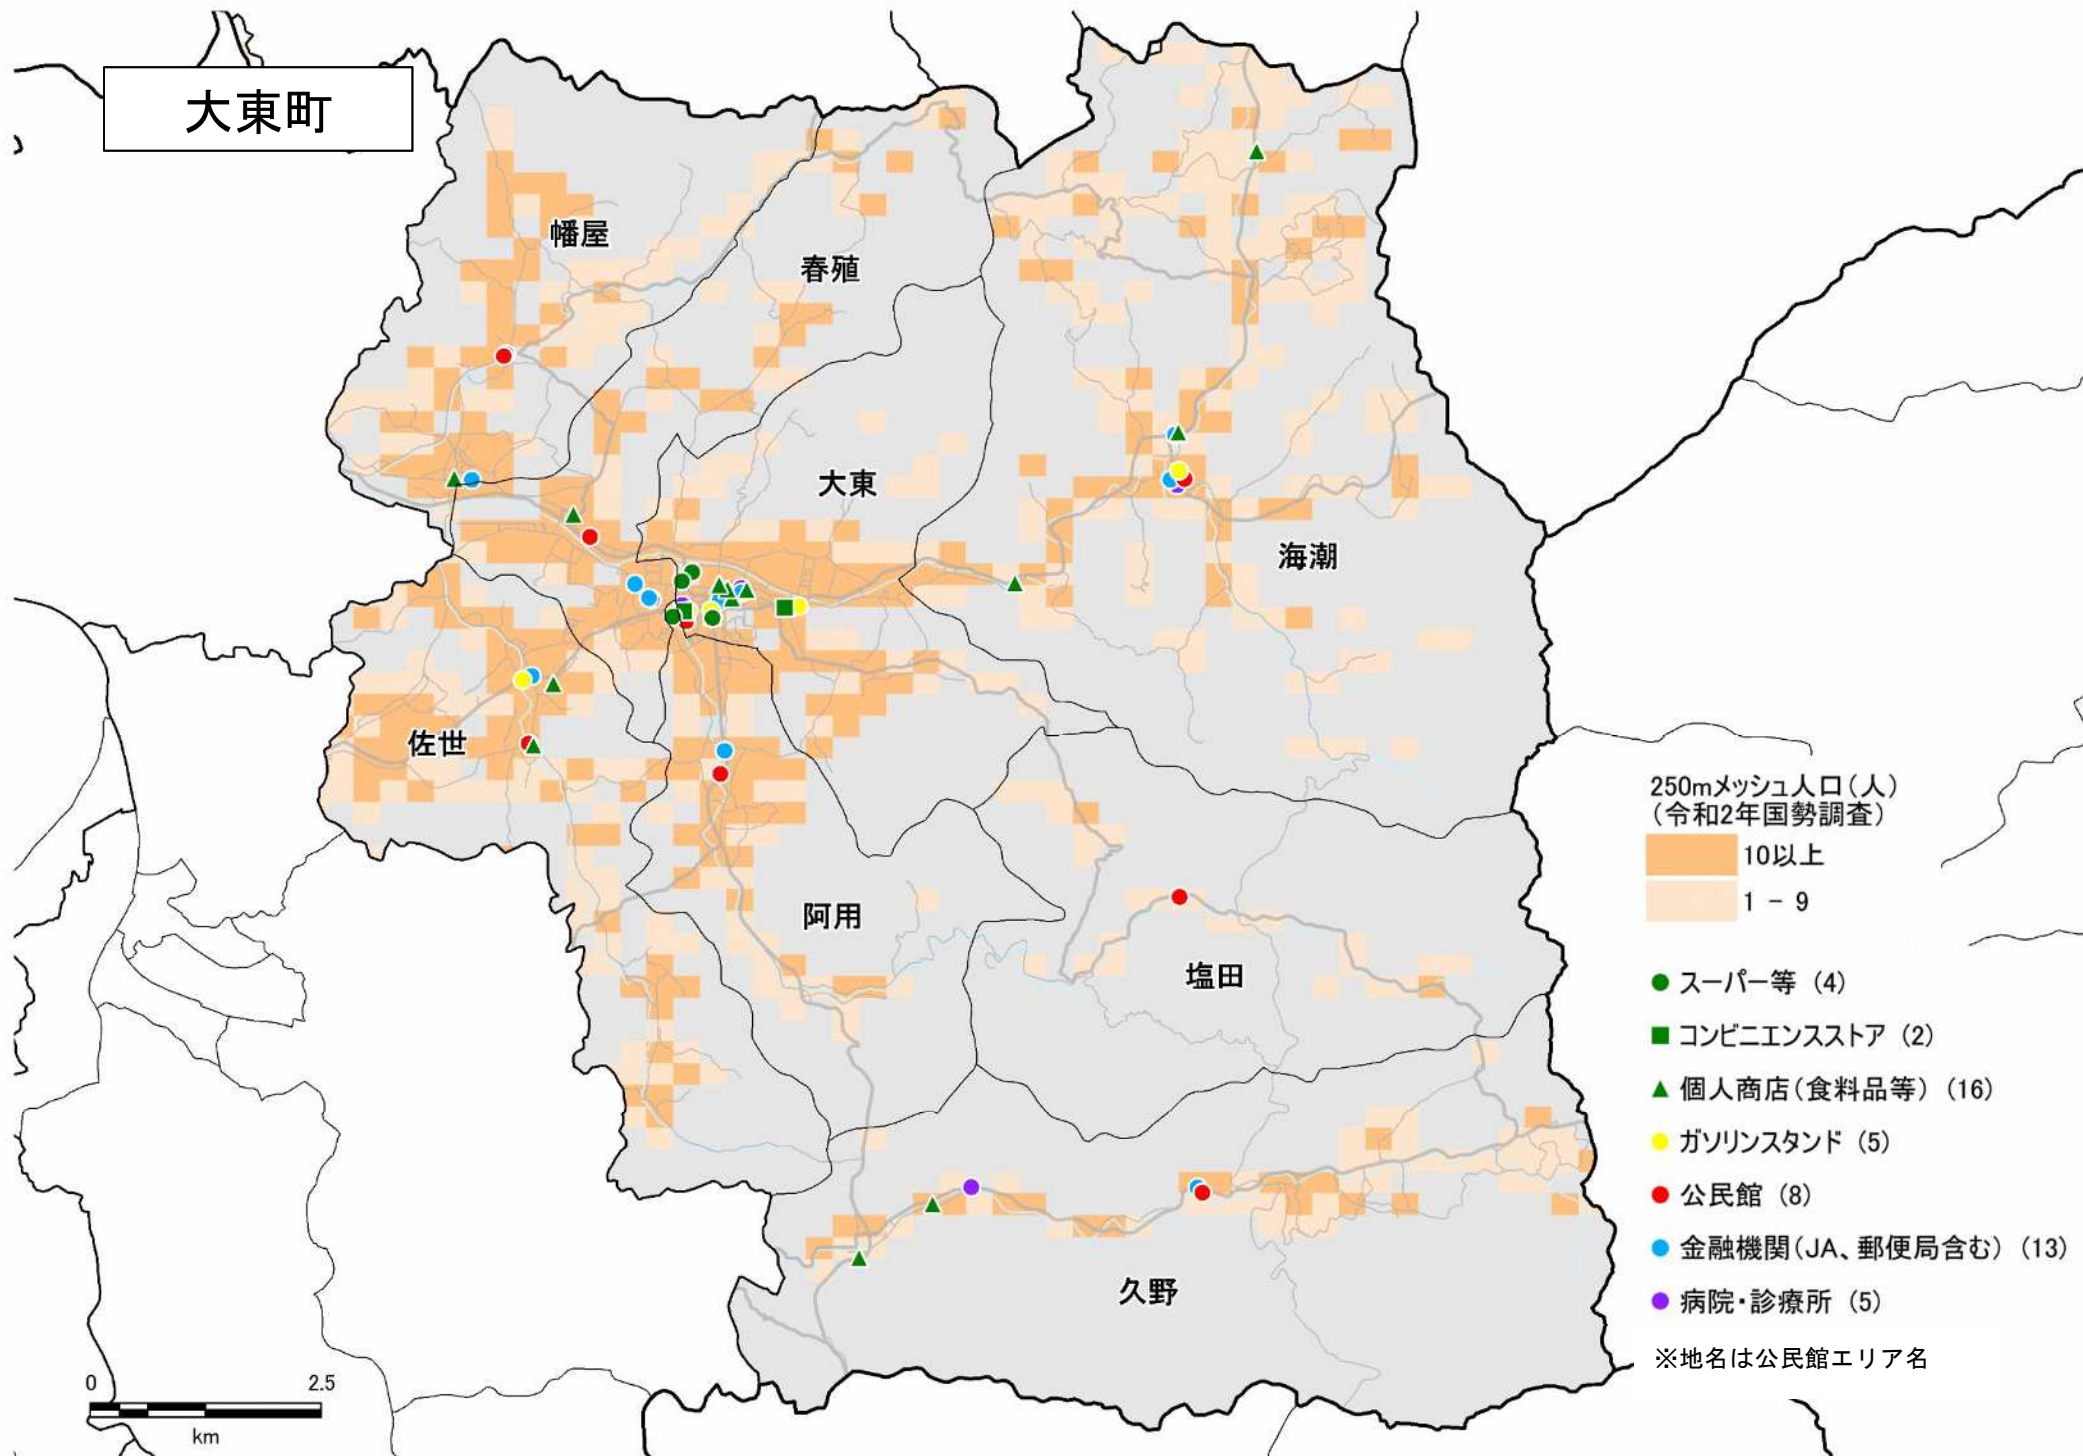 大東町
幡屋
春殖
大東
海潮
佐世
阿用
塩田
久野
250mメッシュ人口(人)
(令和2年国勢調査)
10以上
1 - 9
スーパー等 (4)
コンビニエンスストア (2)
個人商店(食料品等) (16)
ガソリンスタンド (5)
公民館 (8)
金融機関(JA、郵便局含む) (13)
病院・診療所 (5)
※地名は公民館エリア名
0 2.5
km